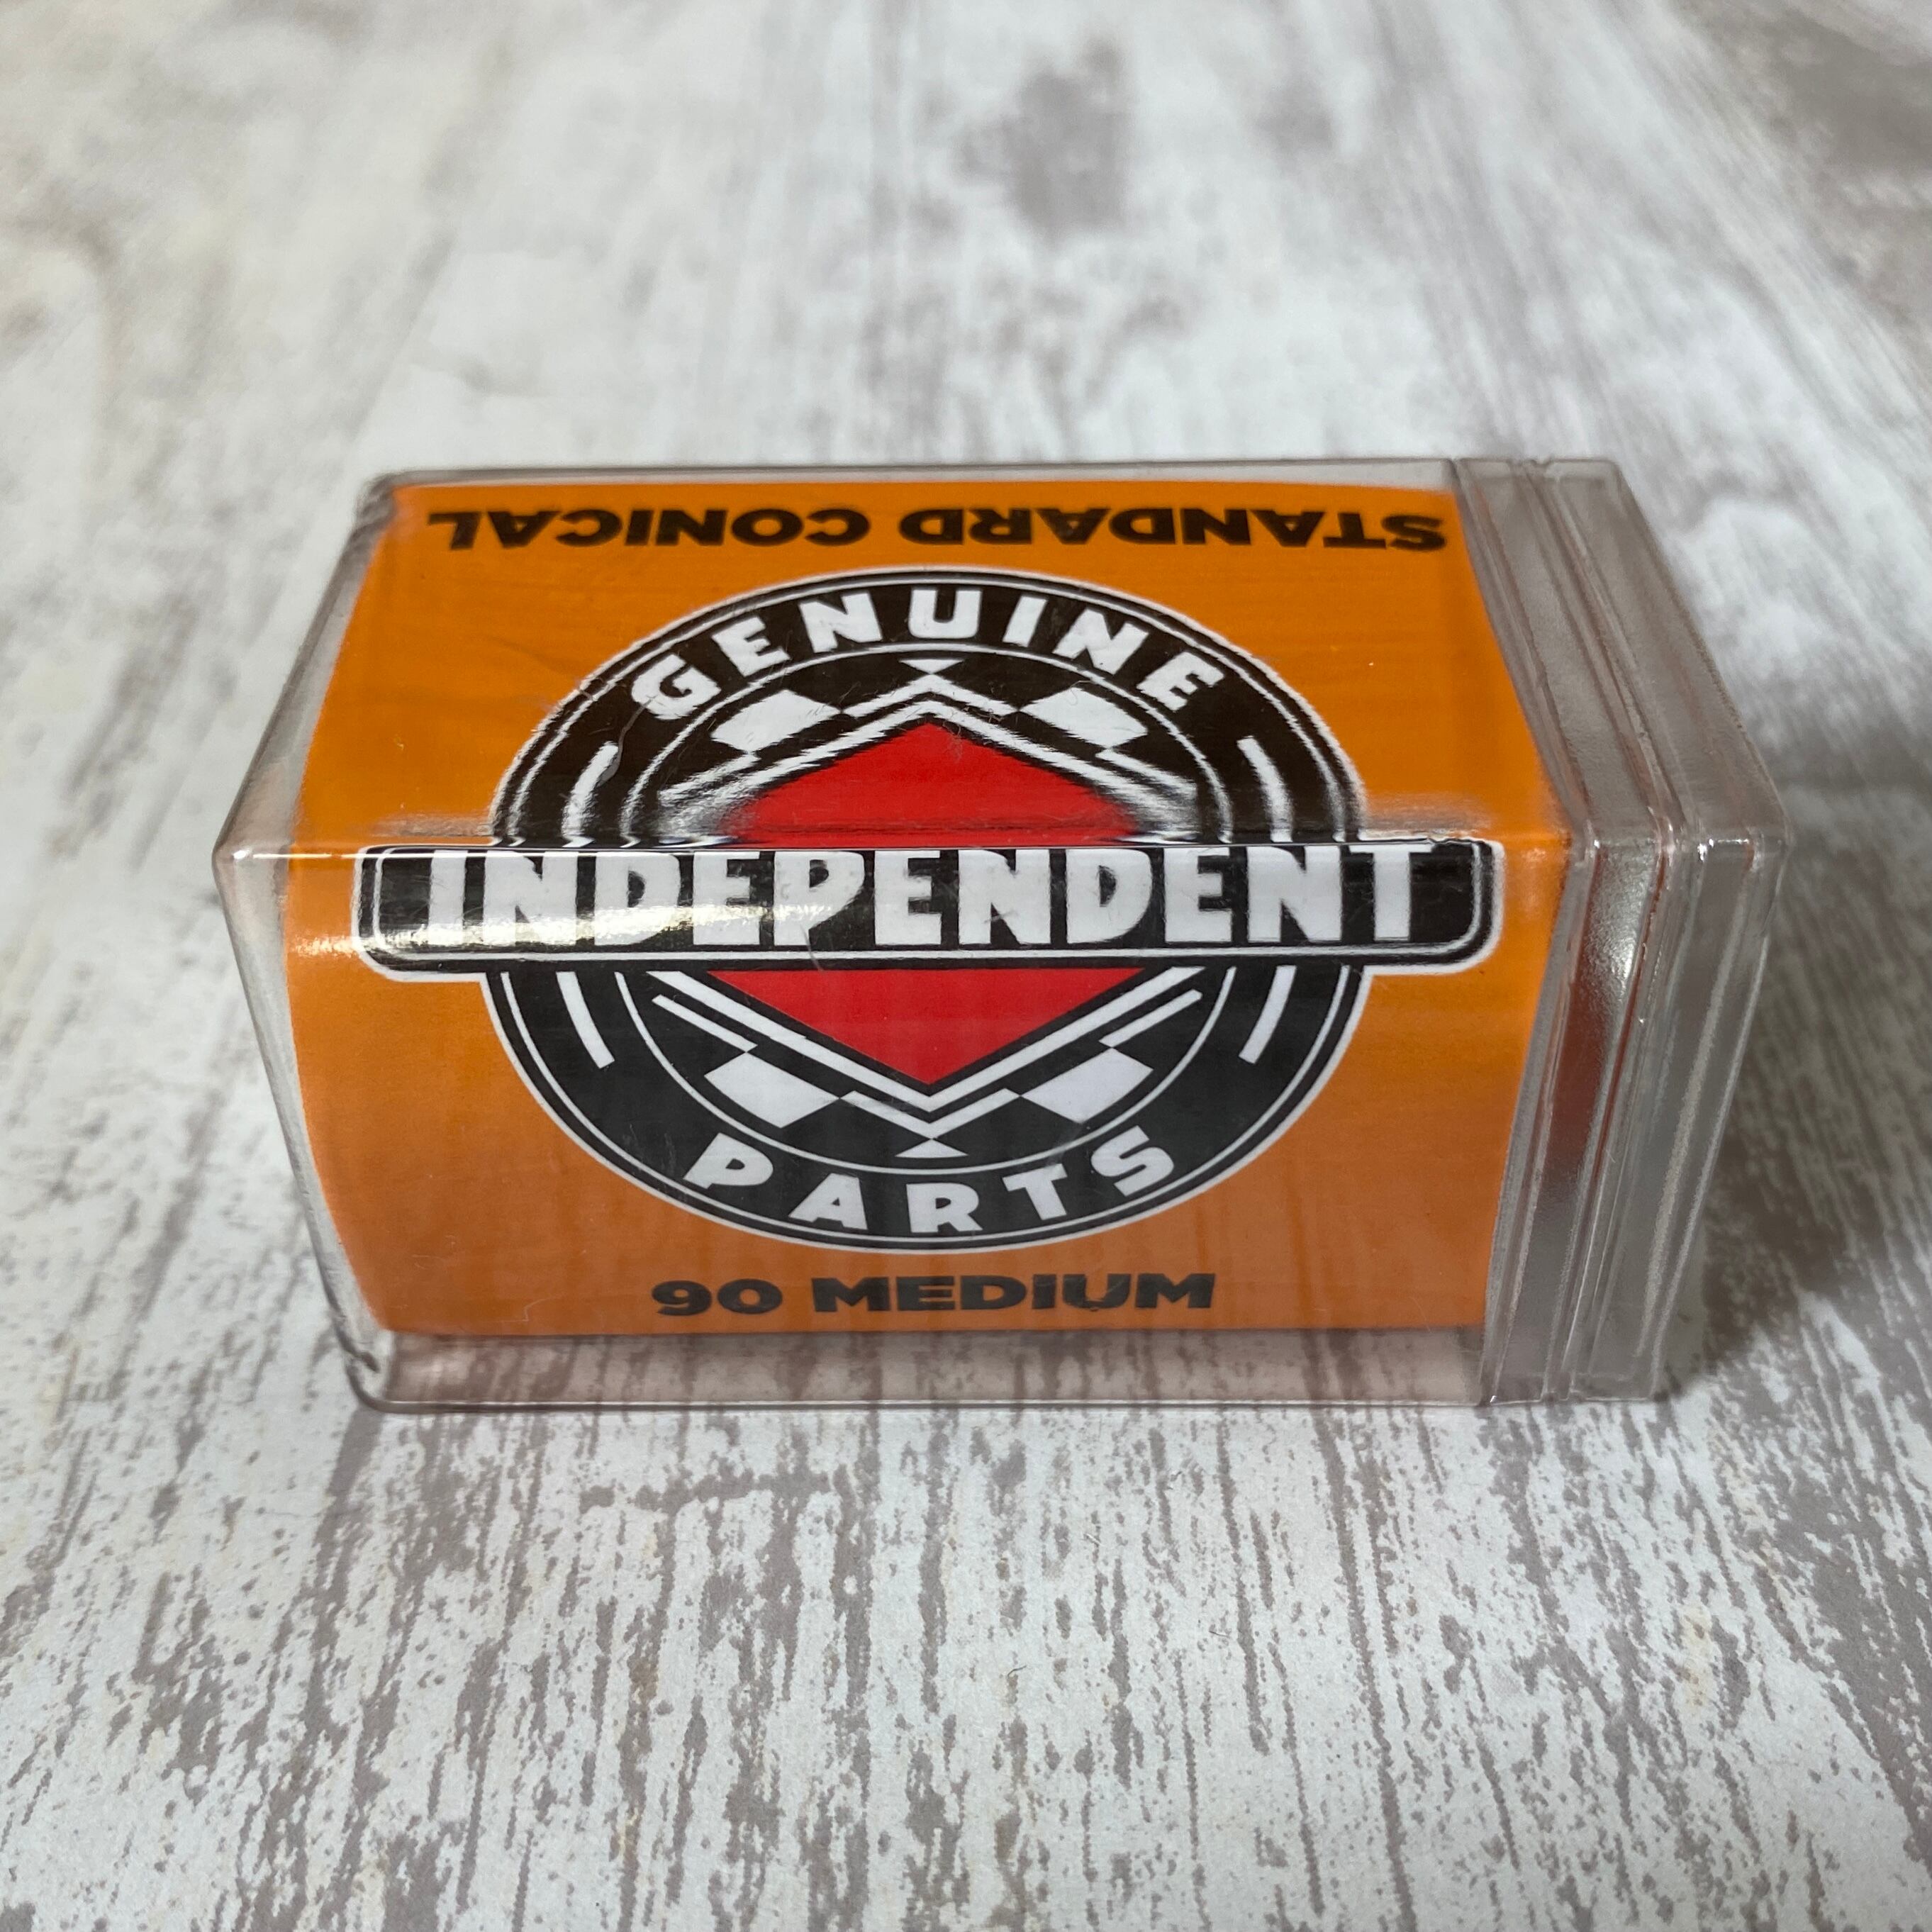 STANDARD CONICAL
GENUINE
INDEPENDENT
PARTS
90 MEDIUM